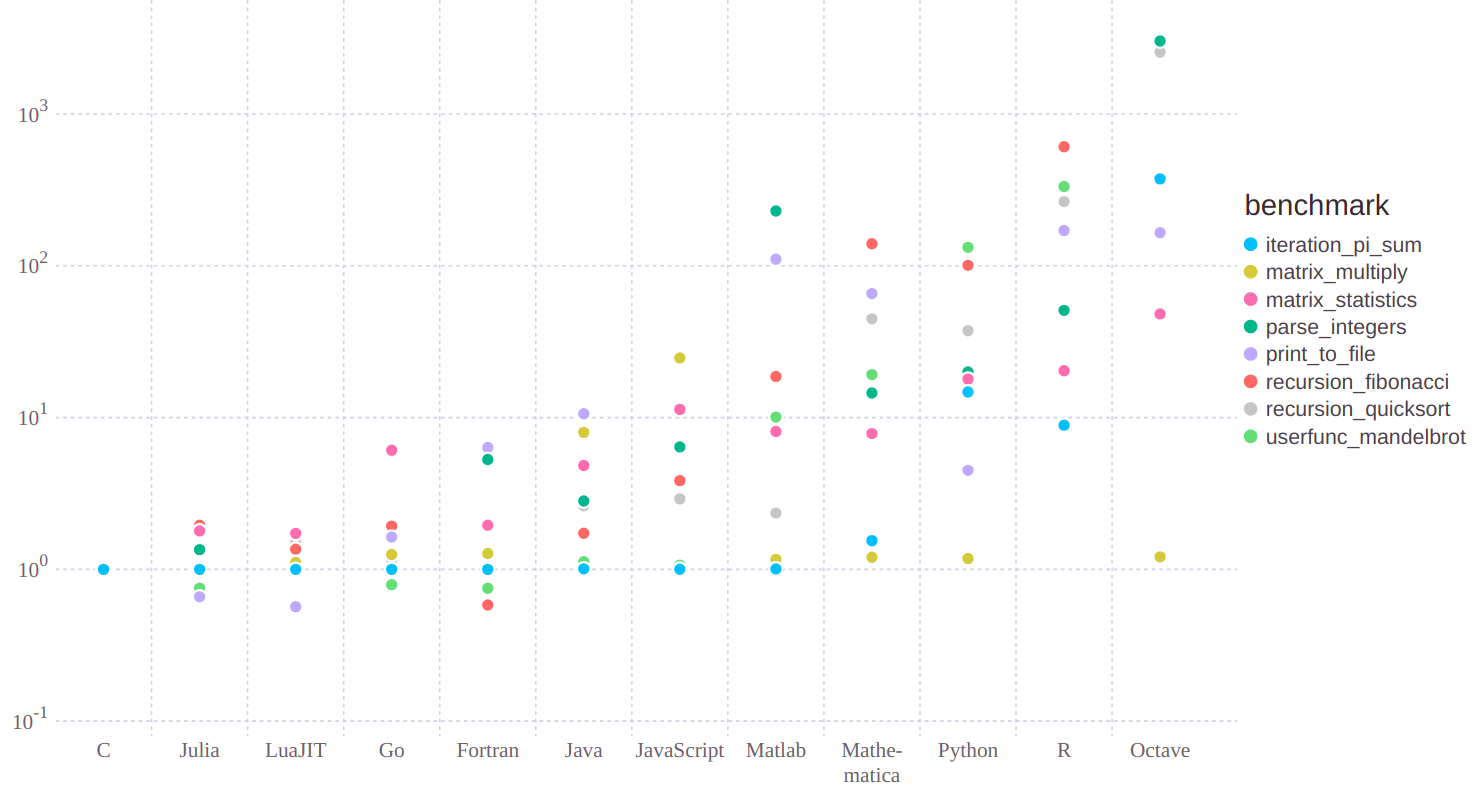 10^3
10^2
10^1
10^0
10^-1
C Julia LuaJIT Go Fortran Java JavaScript Matlab Mathe- Python R Octave
matica
benchmark
iteration_pi_sum
matrix_multiply
matrix_statistics
parse_integers
print_to_file
recursion_fibonacci
recursion_quicksort
userfunc_mandelbrot